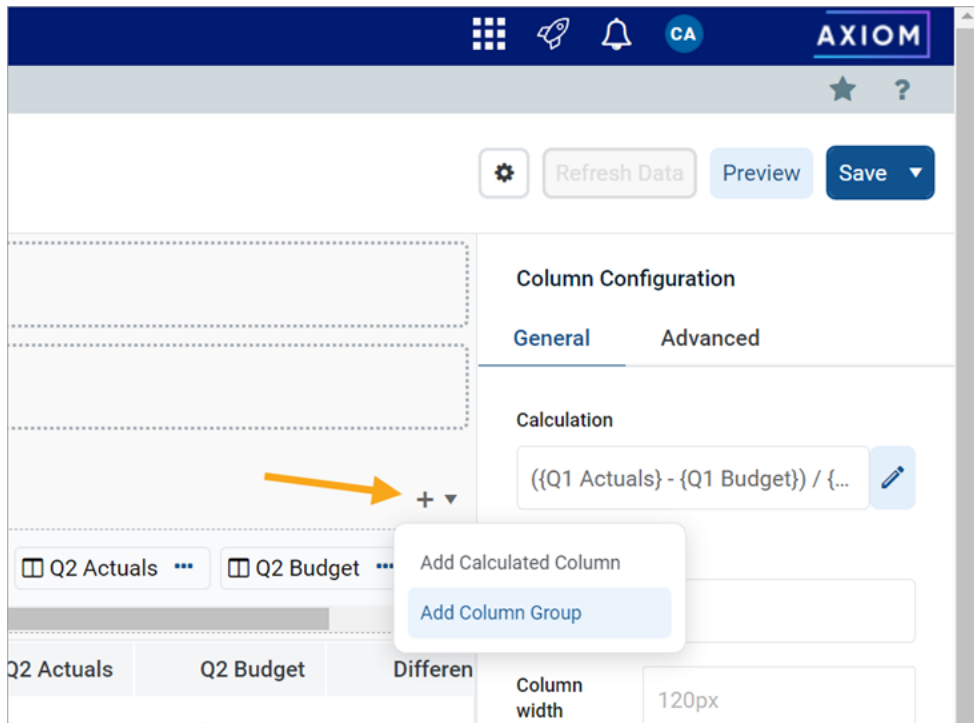 CA
AXIOM
?
Refresh Data
Preview
Save
Column Configuration
General
Advanced
Calculation
({Q1 Actuals} - {Q1 Budget}) / {...
+
Q2 Actuals ...
Q2 Budget ...
Add Calculated Column
Add Column Group
Q2 Actuals
Q2 Budget
Differen
Column
width
120px